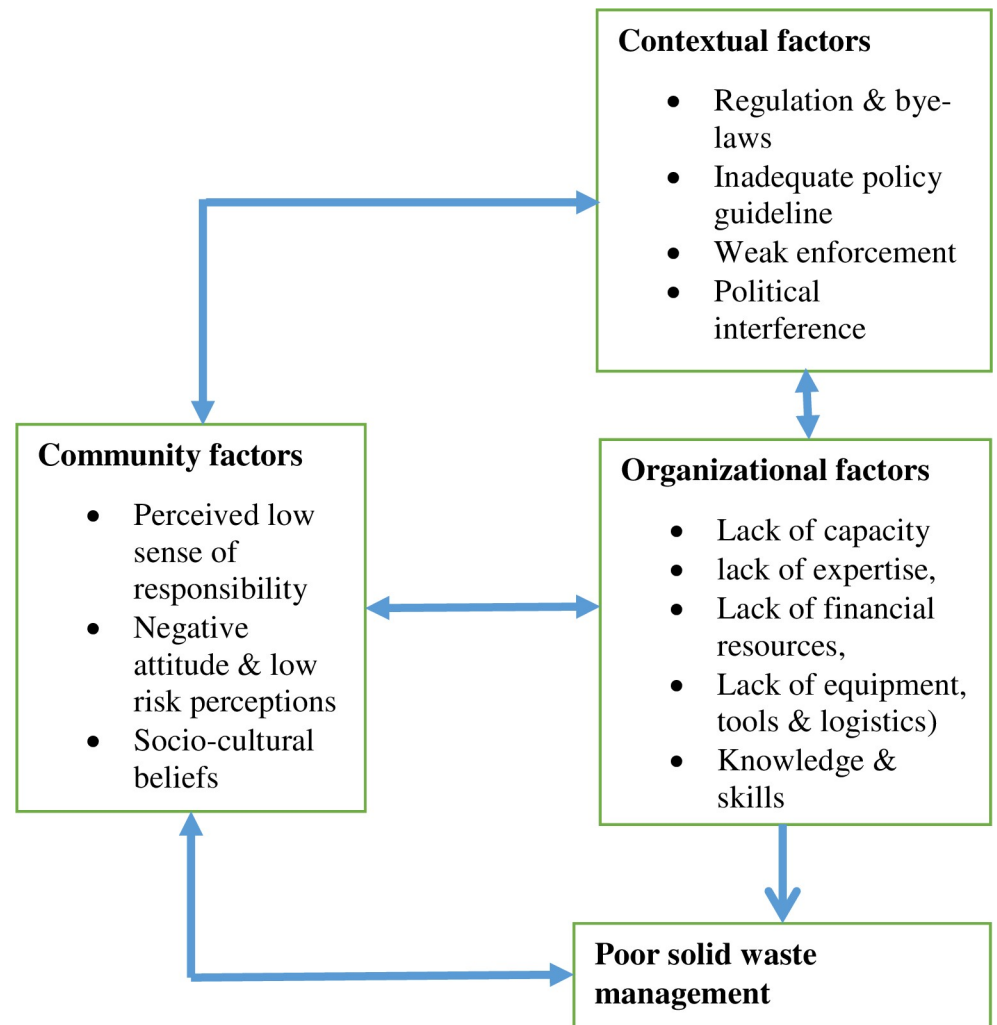 Contextual factors
• Regulation & bye-
laws
• Inadequate policy
guideline
• Weak enforcement
• Political
interference
Community factors
• Perceived low
sense of
responsibility
• Negative
attitude & low
risk perceptions
• Socio-cultural
beliefs
Organizational factors
• Lack of capacity
• lack of expertise,
• Lack of financial
resources,
• Lack of equipment,
tools & logistics)
• Knowledge &
skills
Poor solid waste
management